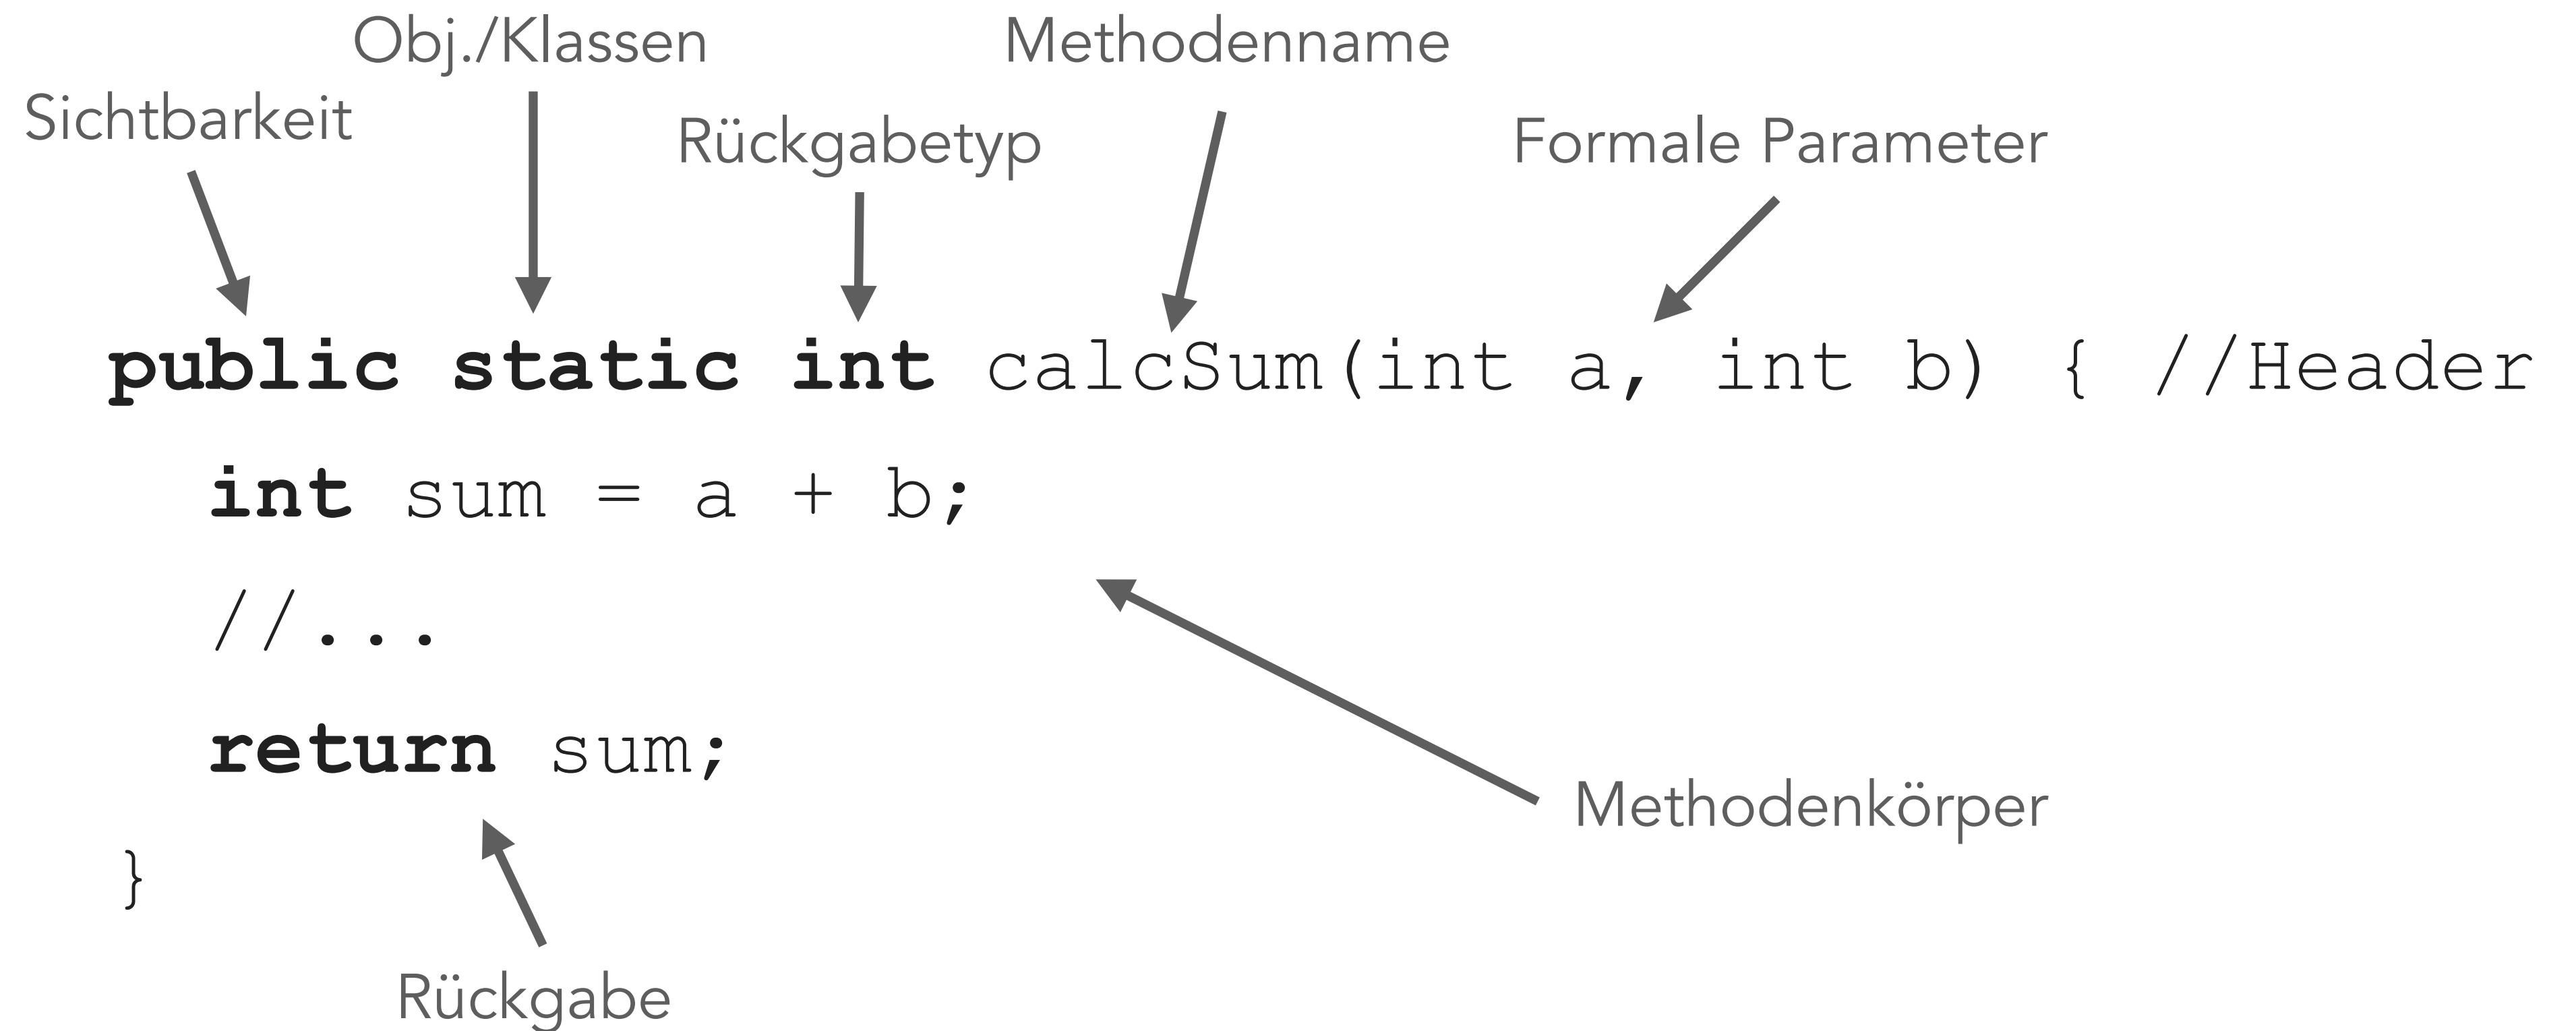 Obj./Klassen
Methodenname
Sichtbarkeit
Rückgabetyp
Formale Parameter
public static int calcSum(int a, int b) { //Header
int sum = a + b;
//...
return sum;
Methodenkörper
}
Rückgabe